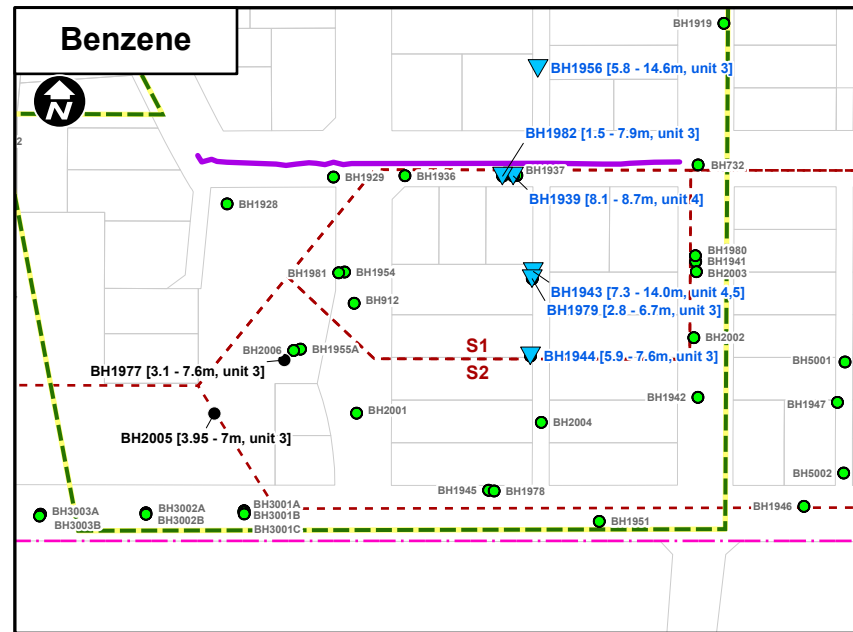 Benzene
BH1919
BH1956 [5.8 - 14.6m, unit 3]
N
2
BH1982 [1.5 - 7.9m, unit 3]
BH732
BH1929
BH1936
BH1937
BH1928
BH1939 [8.1 - 8.7m, unit 4]
BH1980
BH1941
BH2003
BH1981
BH1954
BH1943 [7.3 - 14.0m, unit 4,5]
BH912
BH1979 [2.8 - 6.7m, unit 3]
BH2002
S1
BH2006
BH1955A
BH1944 [5.9 - 7.6m, unit 3]
BH5001
BH1977 [3.1 - 7.6m, unit 3]
S2
BH1942
BH1947
BH2001
BH2004
BH2005 [3.95 - 7m, unit 3]
BH5002
BH1945
BH1978
BH3003A
BH3003B
BH3002A
BH3002B
BH3001A
BH3001B
BH3001C
BH1951
BH1946